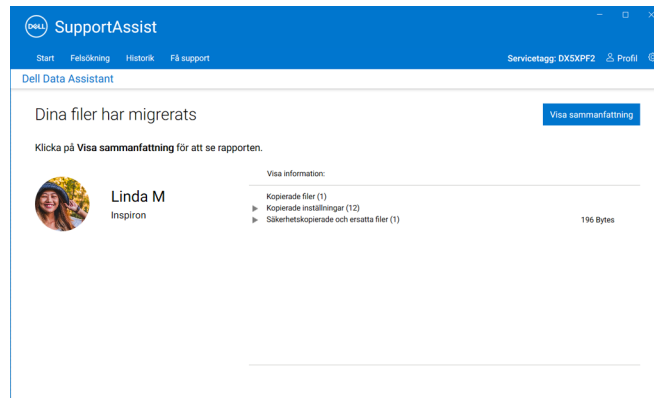 DELL SupportAssist
Start Felsökning Historik Få support Servicetagg: DX5XPF2 Profil
Dell Data Assistant
Dina filer har migrerats Visa sammanfattning
Klicka på Visa sammanfattning för att se rapporten.
Visa information:
Linda M
Inspiron
Kopierade filer (1)
Kopierade inställningar (12)
Säkerhetskopierade och ersatta filer (1) 196 Bytes